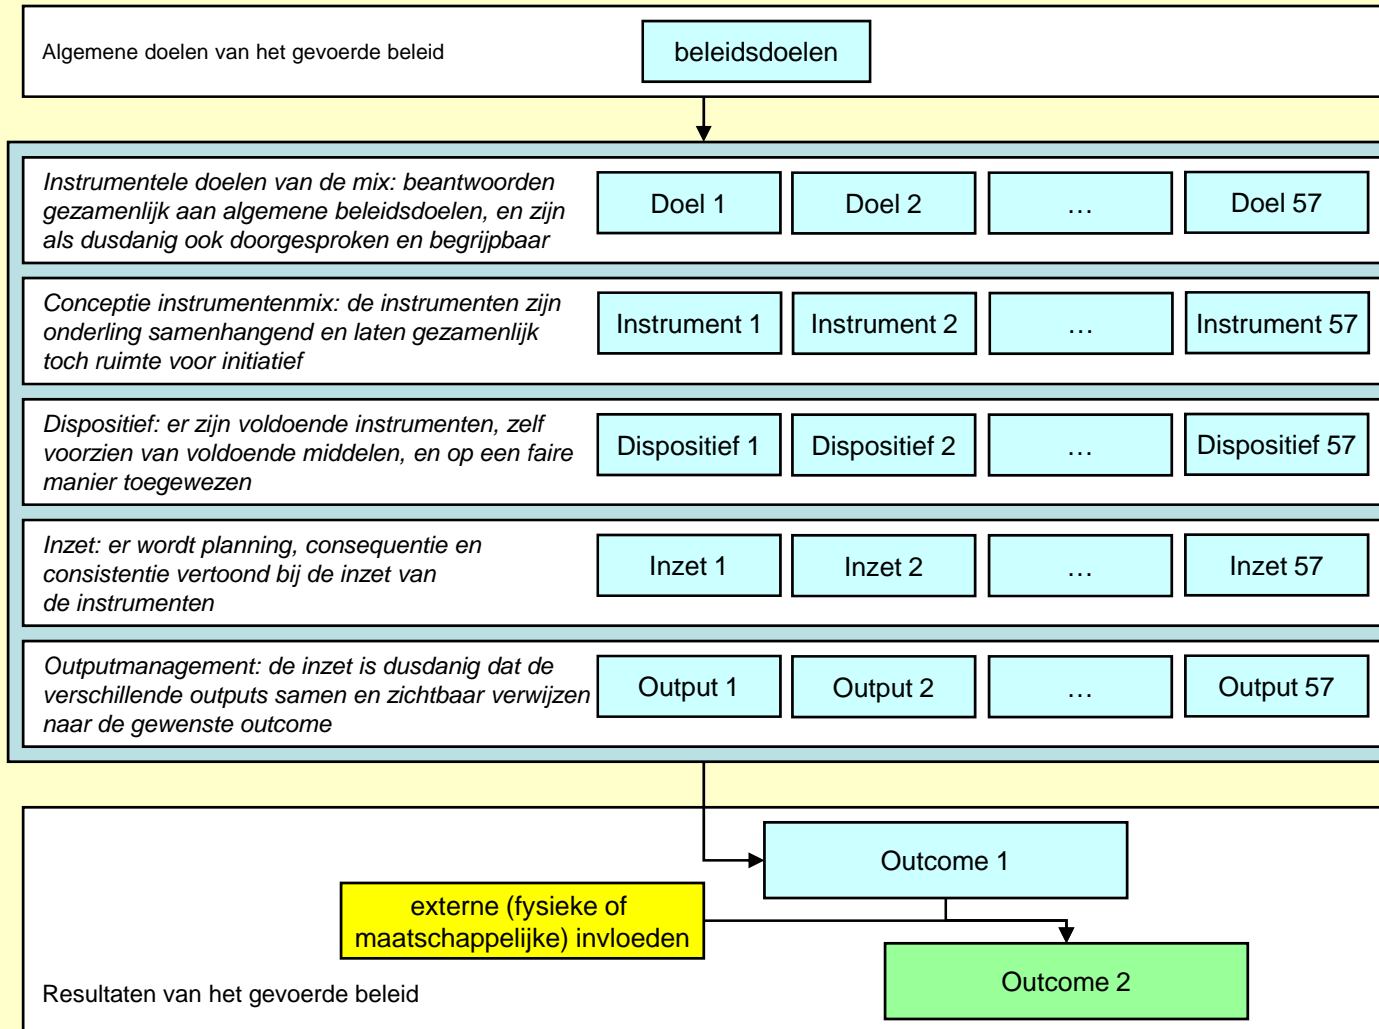 Algemene doelen van het gevoerde beleid
beleidsdoelen
Instrumentele doelen van de mix: beantwoorden
gezamenlijk aan algemene beleidsdoelen, en zijn
als dusdanig ook doorgesproken en begrijpbaar
Doel 1
Doel 2
…
Doel 57
Conceptie instrumentenmix: de instrumenten zijn
onderling samenhangend en laten gezamenlijk
toch ruimte voor initiatief
Instrument 1
Instrument 2
…
Instrument 57
Dispositief: er zijn voldoende instrumenten, zelf
voorzien van voldoende middelen, en op een faire
manier toegewezen
Dispositief 1
Dispositief 2
…
Dispositief 57
Inzet: er wordt planning, consequentie en
consistentie vertoond bij de inzet van
de instrumenten
Inzet 1
Inzet 2
…
Inzet 57
Outputmanagement: de inzet is dusdanig dat de
verschillende outputs samen en zichtbaar verwijzen
naar de gewenste outcome
Output 1
Output 2
…
Output 57
Outcome 1
externe (fysieke of
maatschappelijke) invloeden
Outcome 2
Resultaten van het gevoerde beleid